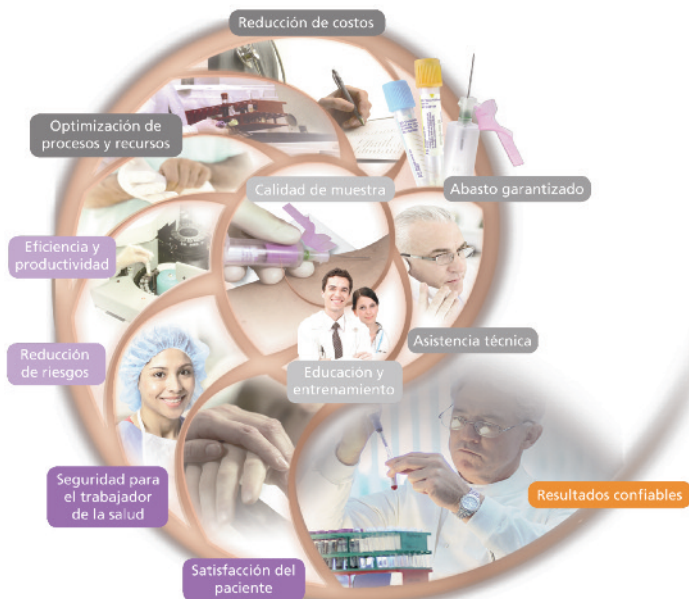 Reducción de costos
Optimización de
procesos y recursos
Calidad de muestra
Abasto garantizado
Eficiencia y
productividad
Asistencia técnica
Reducción
de riesgos
Educación y
entrenamiento
Seguridad para
el trabajador
de la salud
Resultados confiables
Satisfacción del
paciente